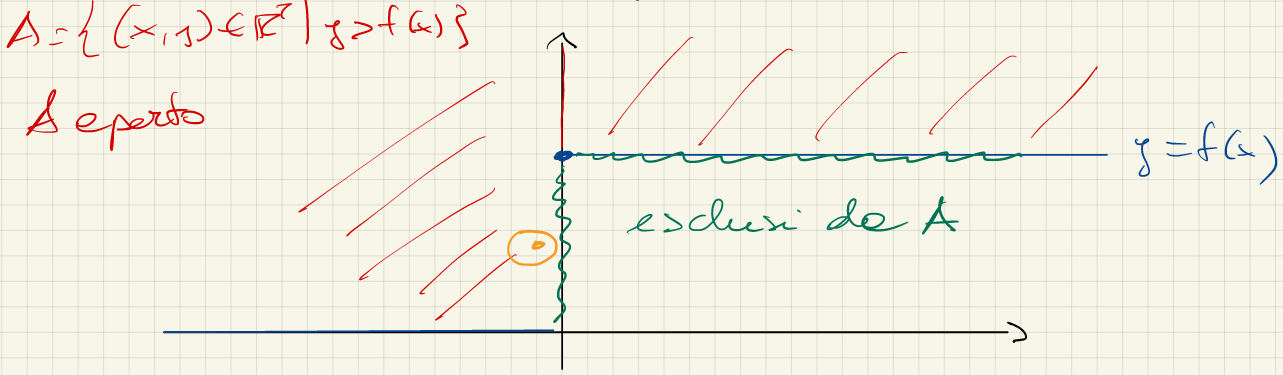 A = { (x, y) ∈ ℝ² | y > f(x) }
A aperto
y = f(x)
esclusi da A